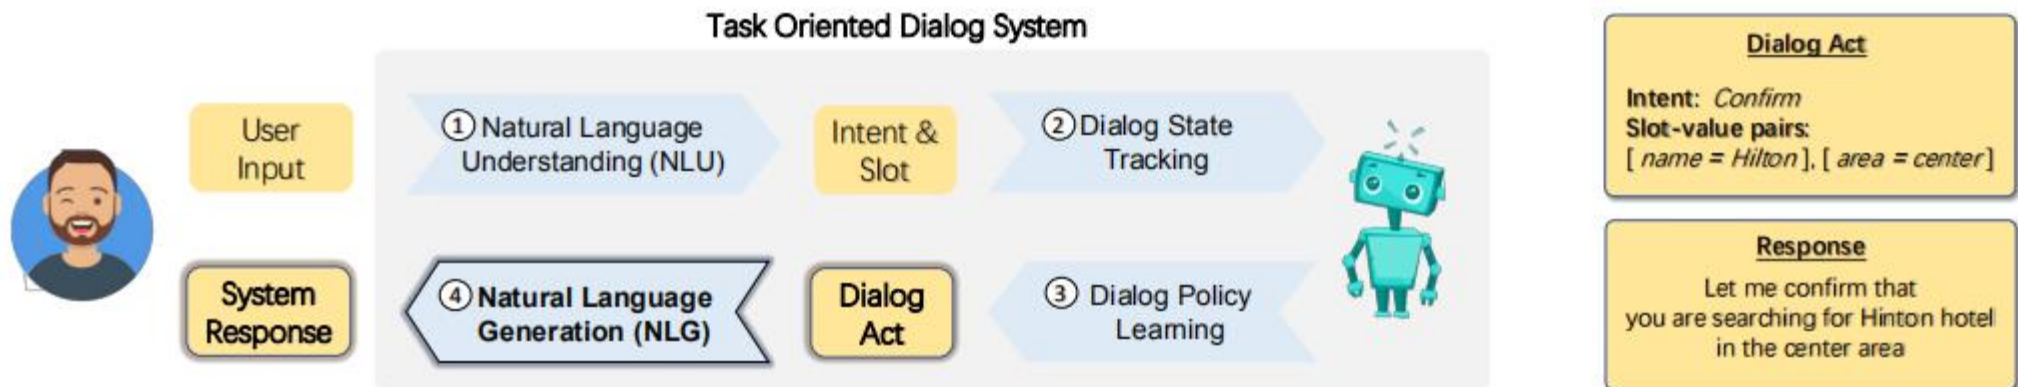 Task Oriented Dialog System
User
Input
① Natural Language
Understanding (NLU)
Intent &
Slot
② Dialog State
Tracking
System
Response
④ Natural Language
Generation (NLG)
Dialog
Act
③ Dialog Policy
Learning
Dialog Act
Intent: Confirm
Slot-value pairs:
[ name = Hilton ], [ area = center ]
Response
Let me confirm that
you are searching for Hinton hotel
in the center area